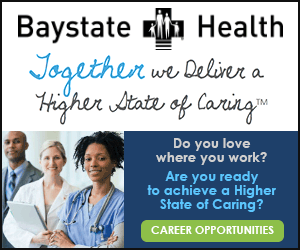 Baystate Health
Together we Deliver a
Higher State of Caring™
Do you love
where you work?
Are you ready
to achieve a Higher
State of Caring?
CAREER OPPORTUNITIES